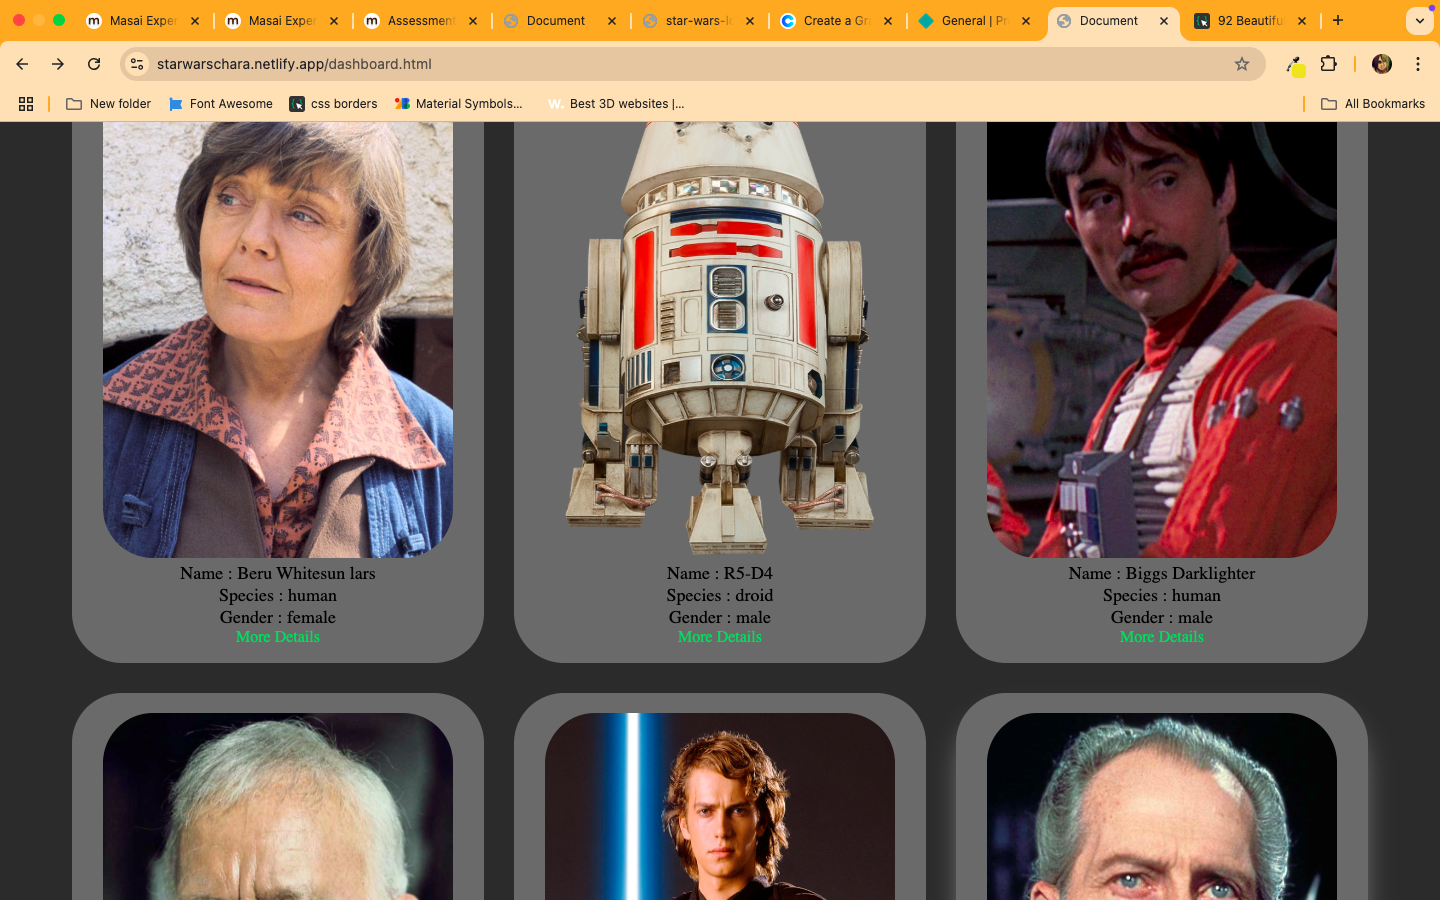 Masai Exper
Masai Exper
Assessment
Document
star-wars-
Create a Gra
General | Pr
Document
92 Beautiful
starwarschara.netlify.app/dashboard.html
New folder
Font Awesome
css borders
Material Symbols...
Best 3D websites |...
All Bookmarks
Name : Beru Whitesun lars
Species : human
Gender : female
More Details
Name : R5-D4
Species : droid
Gender : male
More Details
Name : Biggs Darklighter
Species : human
Gender : male
More Details